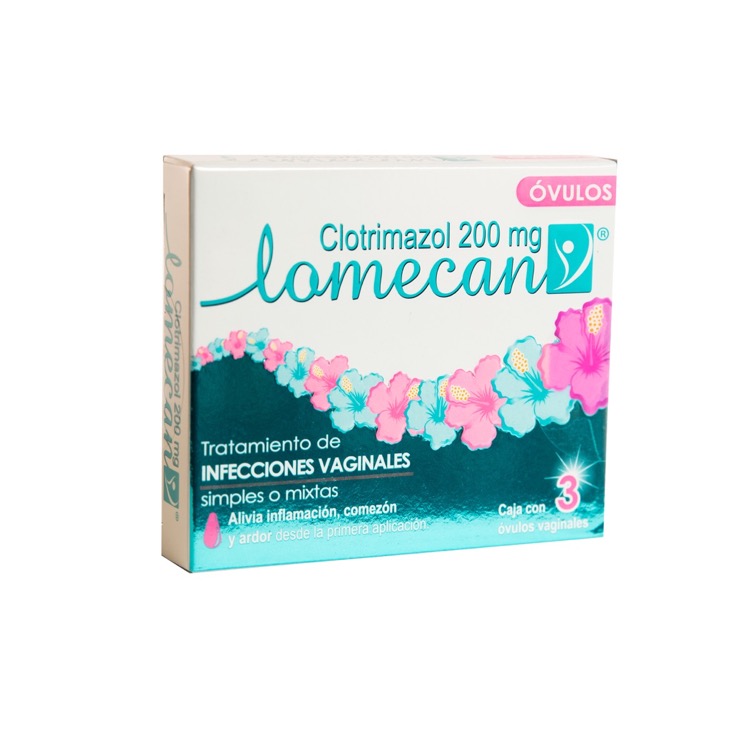 ÓVULOS
Clotrimazol 200 mg
lomecan V ®
Tratamiento de
INFECCIONES VAGINALES
simples o mixtas
Alivia inflamación, comezón
y ardor desde la primera aplicación.
Caja con 3
óvulos vaginales
lomecan V ®
Clotrimazol 200 mg